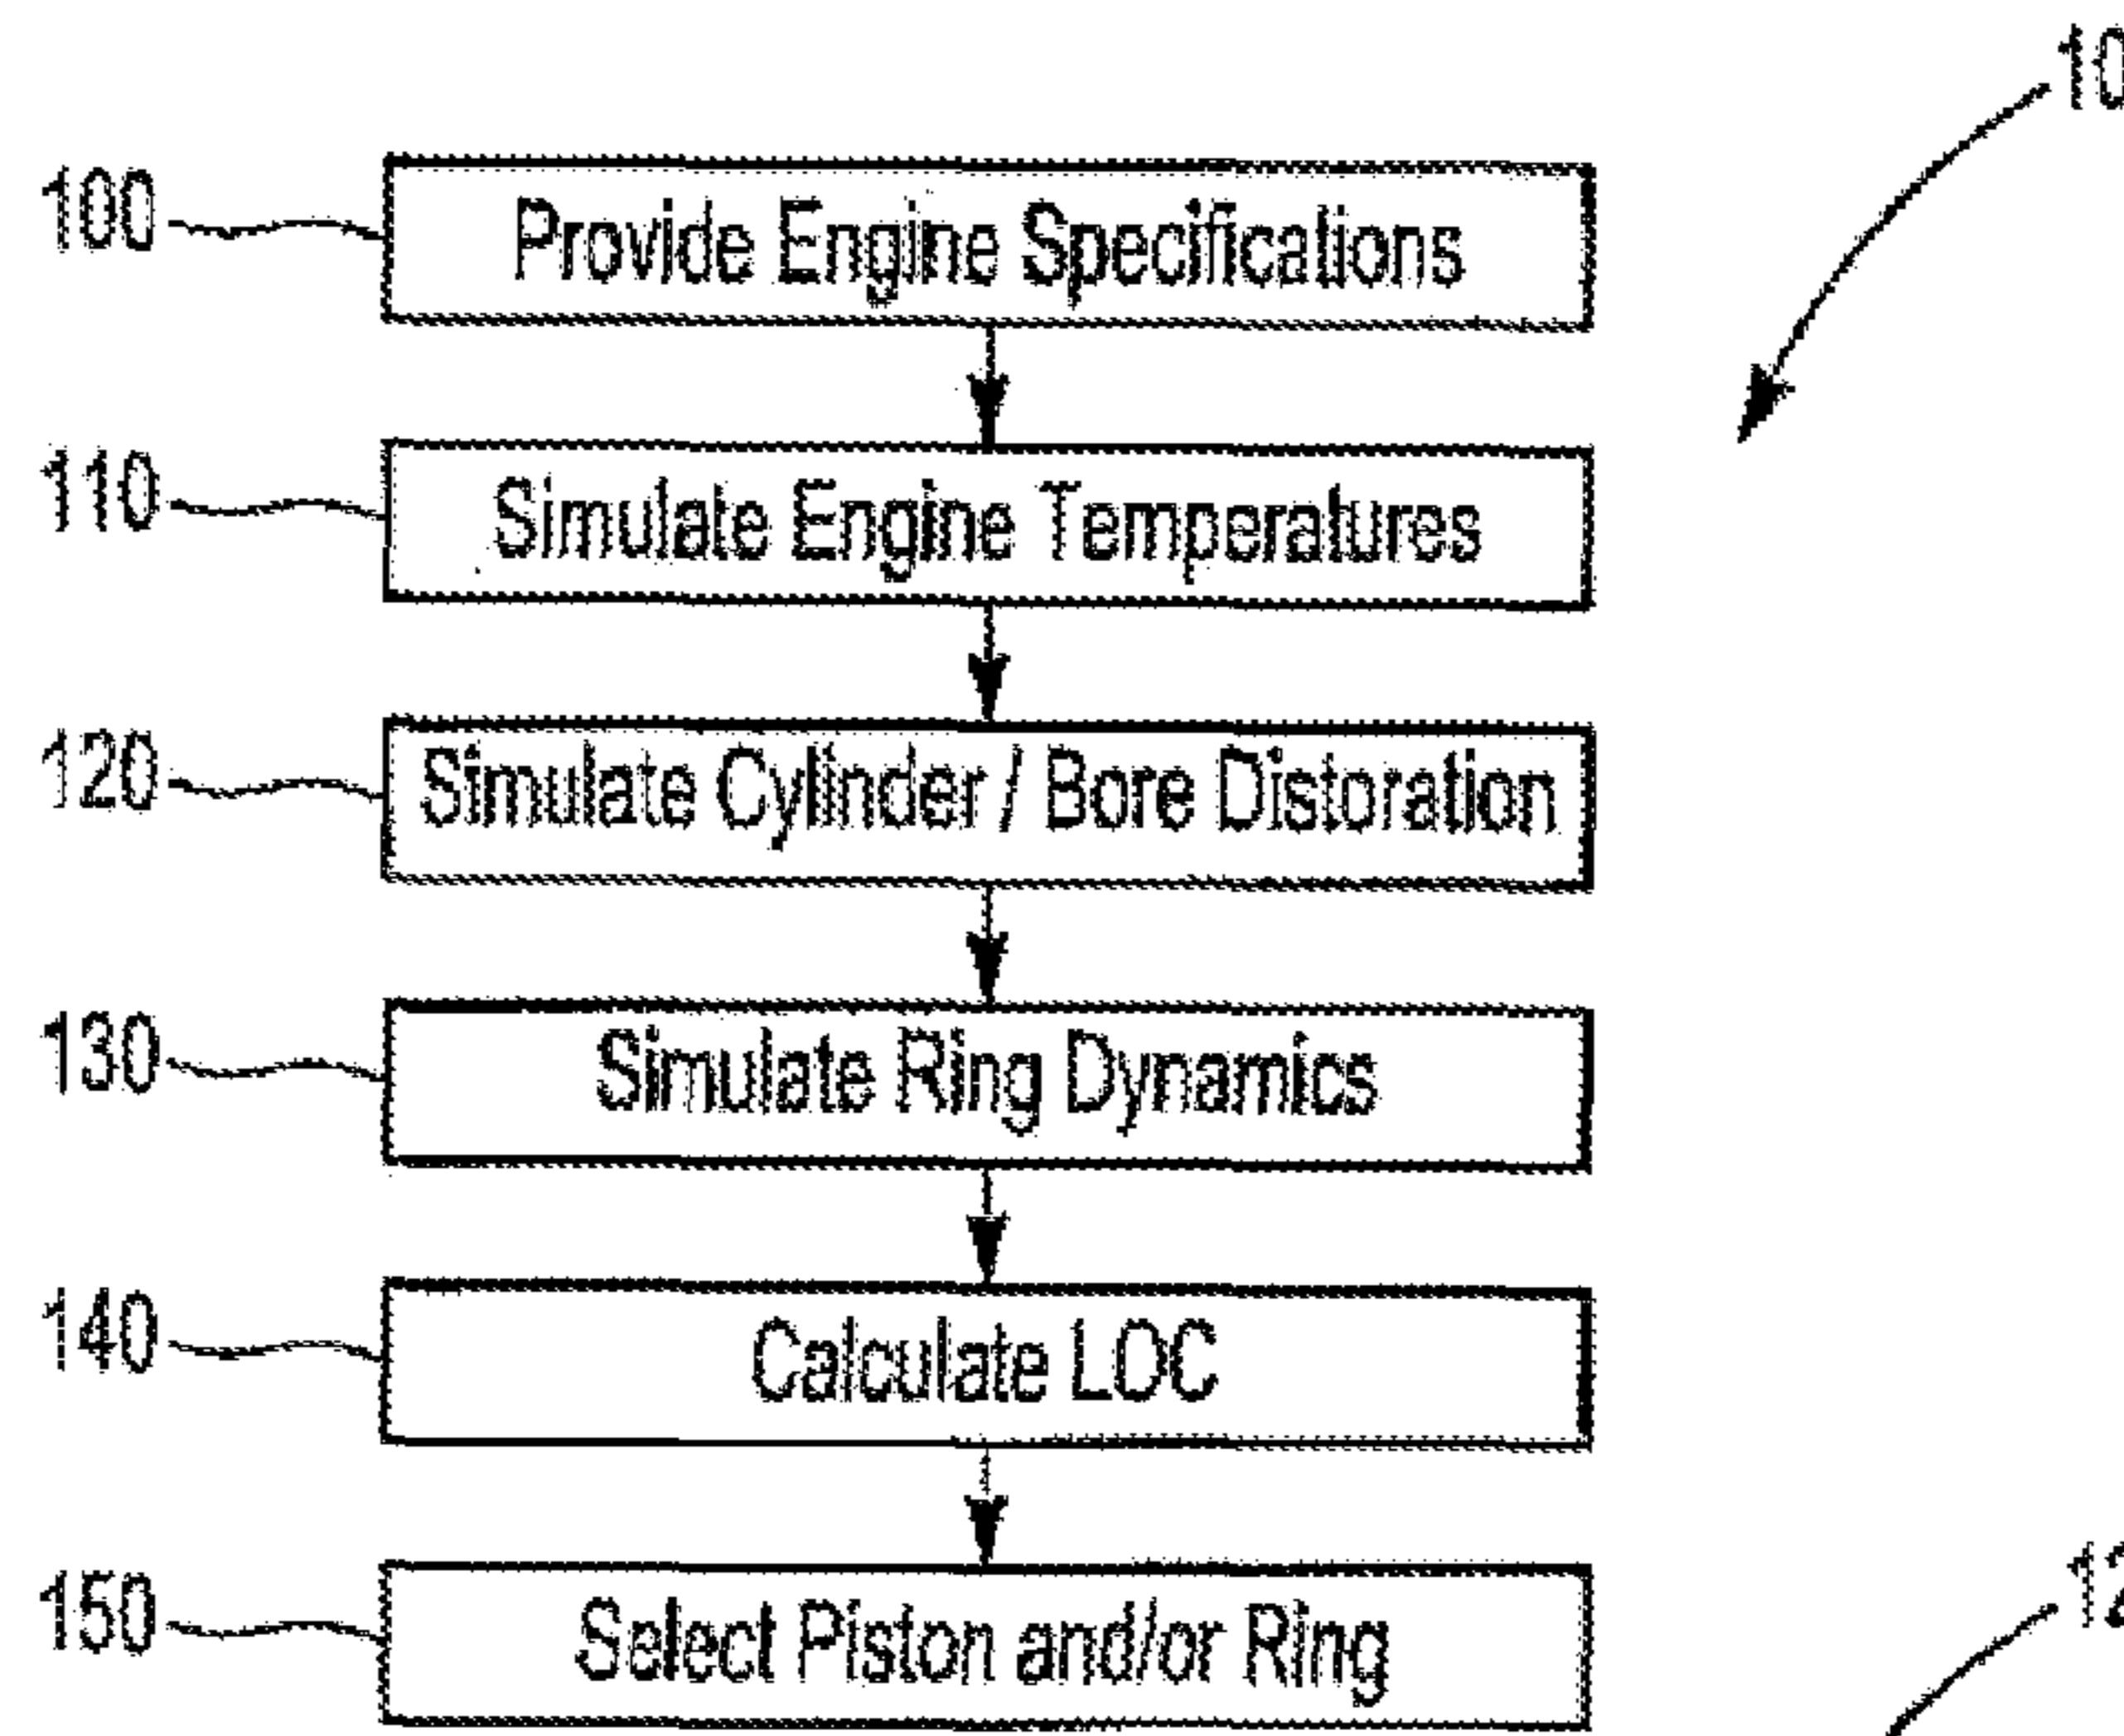 10
100 Provide Engine Specifications
110 Simulate Engine Temperatures
120 Simulate Cylinder / Bore Distoration
130 Simulate Ring Dynamics
140 Calculate LOC
150 Select Piston and/or Ring